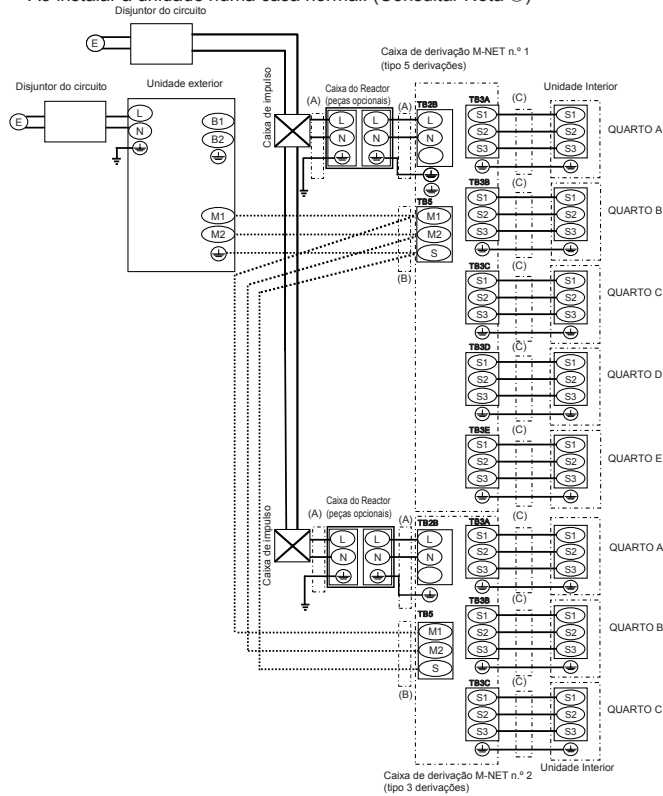 Ao instalar a unidade numa casa normal. (Consultar Nota
Disjuntor do circuito
E
Caixa de derivação M-NET n.º 1
(tipo 5 derivações)
Disjuntor do circuito
Unidade exterior
E
L
N
B1
B2
M1
M2
Caixa de impulso
Caixa do Reactor
(peças opcionais)
(A)
(A)
L
N
L
N
TB2B
L
N
TB5
M1
M2
S
(B)
Unidade Interior
TB3A
(C)
S1 S1
S2 S2
S3 S3
QUARTO A
TB3B
(C)
S1 S1
S2 S2
S3 S3
QUARTO B
TB3C
(C)
S1 S1
S2 S2
S3 S3
QUARTO C
TB3D
(C)
S1 S1
S2 S2
S3 S3
QUARTO D
TB3E
(C)
S1 S1
S2 S2
S3 S3
QUARTO E
Caixa de impulso
Caixa do Reactor
(peças opcionais)
(A)
(A)
L
N
L
N
TB2B
L
N
TB5
M1
M2
S
(B)
TB3A
(C)
S1 S1
S2 S2
S3 S3
QUARTO A
TB3B
(C)
S1 S1
S2 S2
S3 S3
QUARTO B
TB3C
(C)
S1 S1
S2 S2
S3 S3
QUARTO C
Unidade Interior
Caixa de derivação M-NET n.º 2
(tipo 3 derivações)